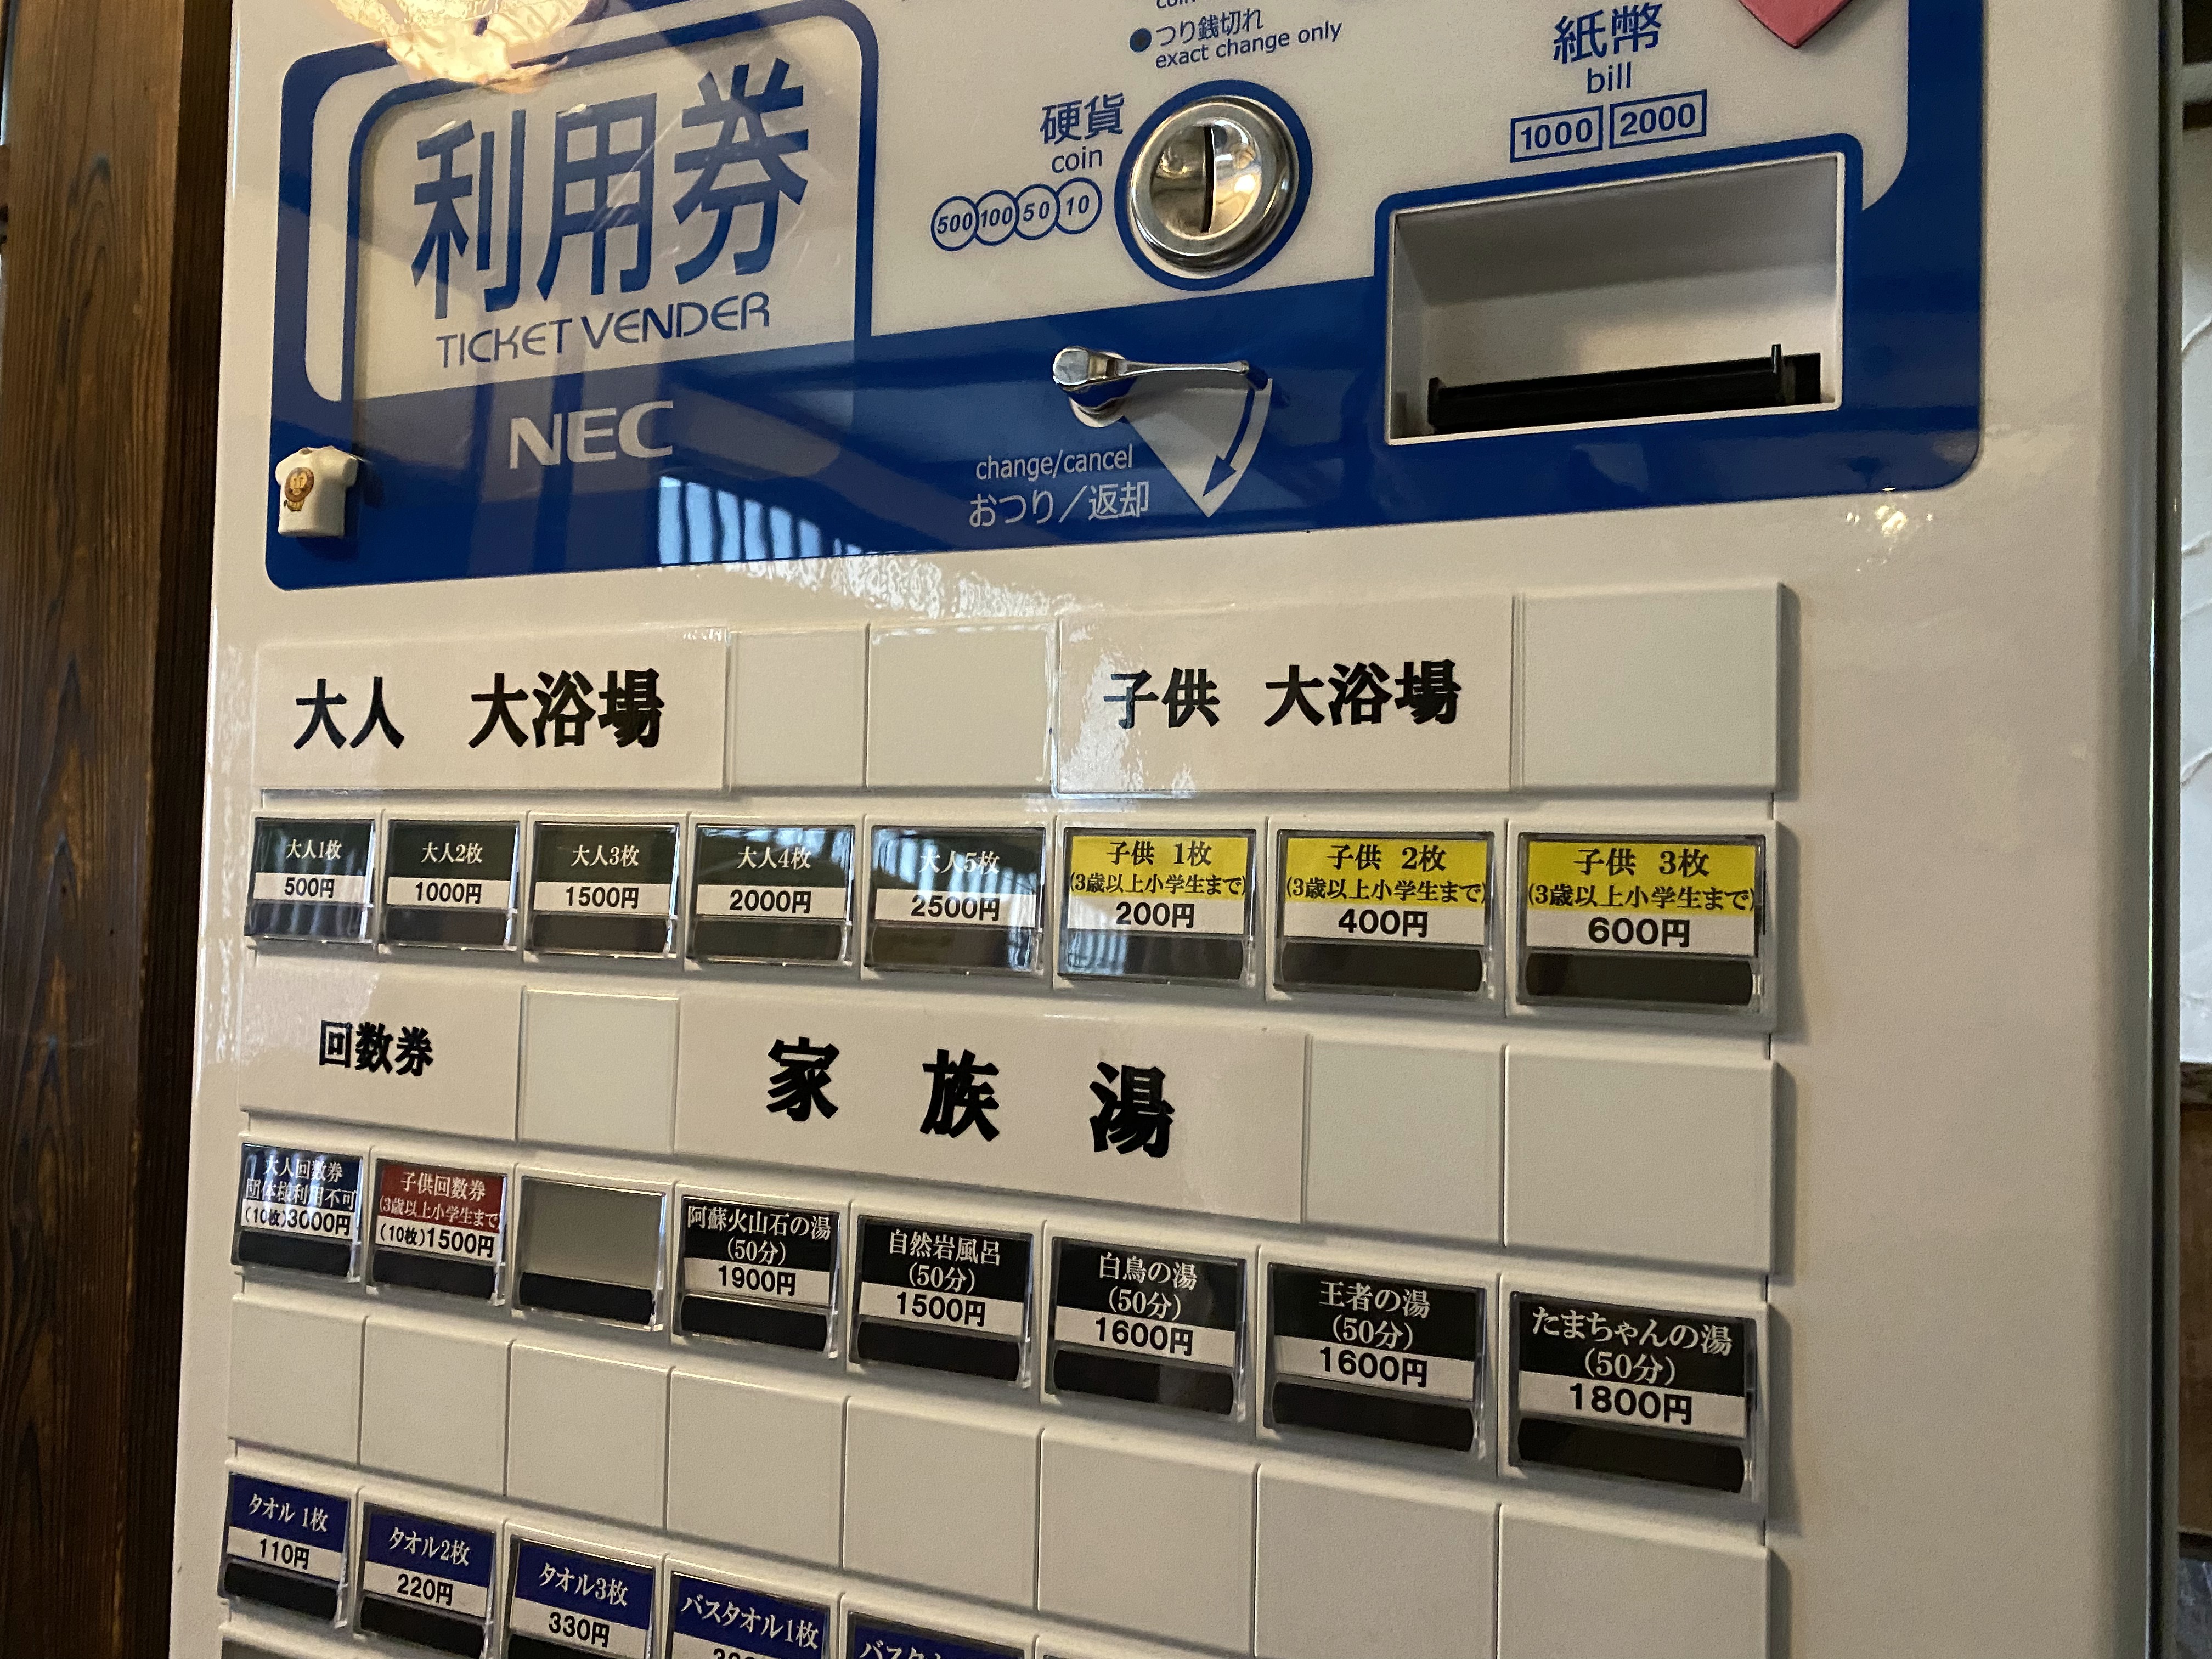 coin
つり銭切れ
exact change only
利用券
TICKET VENDER
NEC
硬貨
coin
500 100 50 10
紙幣
bill
1000 2000
change/cancel
おつり／返却
大人 大浴場
子供 大浴場
大人1枚
500円
大人2枚
1000円
大人3枚
1500円
大人4枚
2000円
大人5枚
2500円
子供 1枚
(3歳以上小学生まで)
200円
子供 2枚
(3歳以上小学生まで)
400円
子供 3枚
(3歳以上小学生まで)
600円
回数券
家族湯
大人回数券
団体様利用不可
(10枚)3000円
子供回数券
(3歳以上小学生まで)
(10枚)1500円
阿蘇火山石の湯
(50分)
1900円
自然岩風呂
(50分)
1500円
白鳥の湯
(50分)
1600円
王者の湯
(50分)
1600円
たまちゃんの湯
(50分)
1800円
タオル 1枚
110円
タオル2枚
220円
タオル3枚
330円
バスタオル1枚